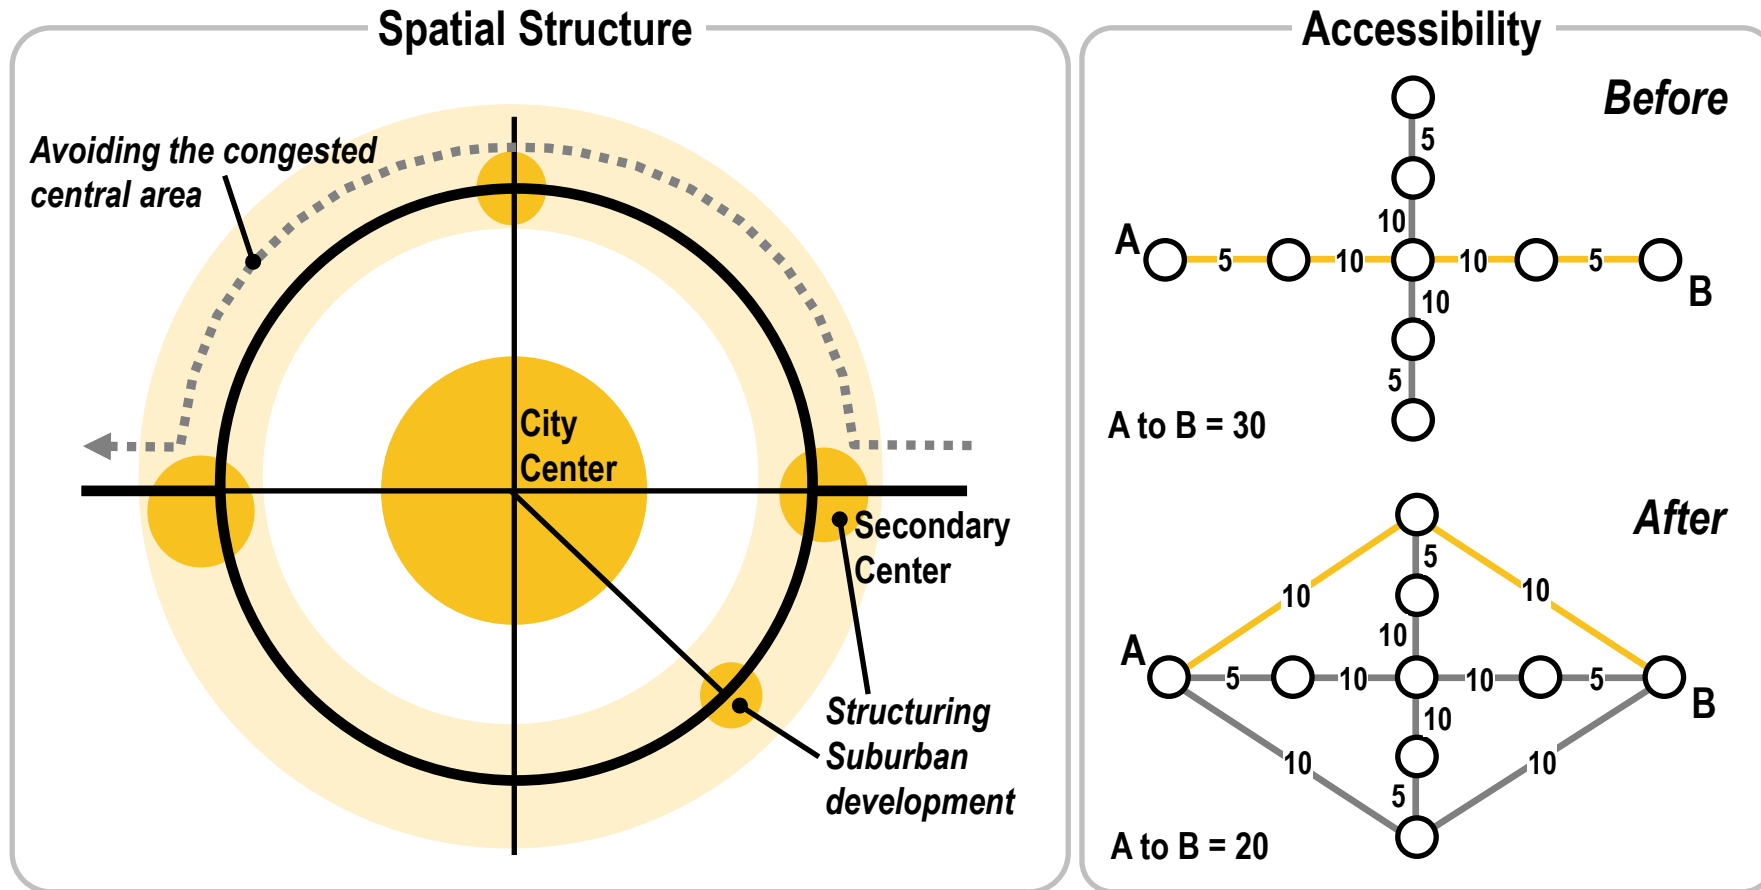 Spatial Structure
Avoiding the congested
central area
City
Center
Secondary
Center
Structuring
Suburban
development
Accessibility
Before
5
10
A
5
10
10
5
B
10
5
A to B = 30
After
5
10
10
10
A
5
10
10
5
B
10
10
10
5
A to B = 20